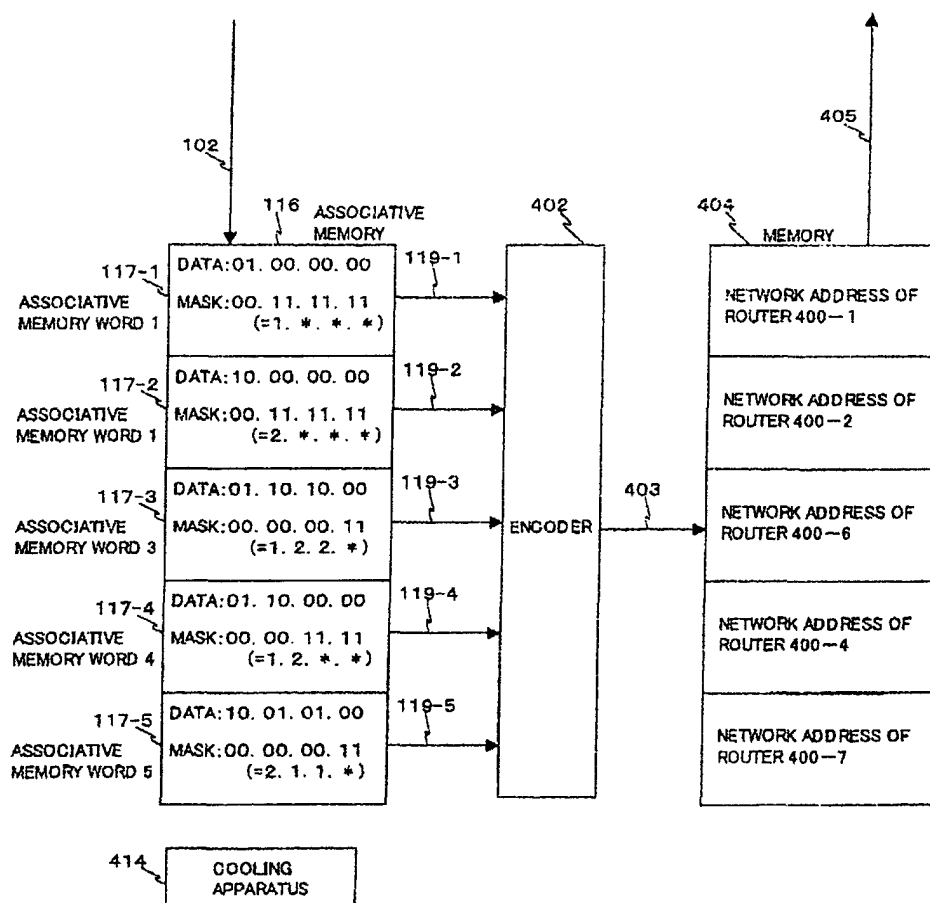 102
405
116
ASSOCIATIVE
MEMORY
402
404
MEMORY
117-1
ASSOCIATIVE
MEMORY WORD 1
DATA:01. 00. 00. 00
MASK:00. 11. 11. 11
(=1. *. *. *)
119-1
NETWORK ADDRESS OF
ROUTER 400-1
117-2
ASSOCIATIVE
MEMORY WORD 1
DATA:10. 00. 00. 00
MASK:00. 11. 11. 11
(=2. *. *. *)
119-2
NETWORK ADDRESS OF
ROUTER 400-2
117-3
ASSOCIATIVE
MEMORY WORD 3
DATA:01. 10. 10. 00
MASK:00. 00. 00. 11
(=1. 2. 2. *)
119-3
ENCODER
403
NETWORK ADDRESS OF
ROUTER 400-6
117-4
ASSOCIATIVE
MEMORY WORD 4
DATA:01. 10. 00. 00
MASK:00. 00. 11. 11
(=1. 2. *. *)
119-4
NETWORK ADDRESS OF
ROUTER 400-4
117-5
ASSOCIATIVE
MEMORY WORD 5
DATA:10. 01. 01. 00
MASK:00. 00. 00. 11
(=2. 1. 1. *)
119-5
NETWORK ADDRESS OF
ROUTER 400-7
414
COOLING
APPARATUS